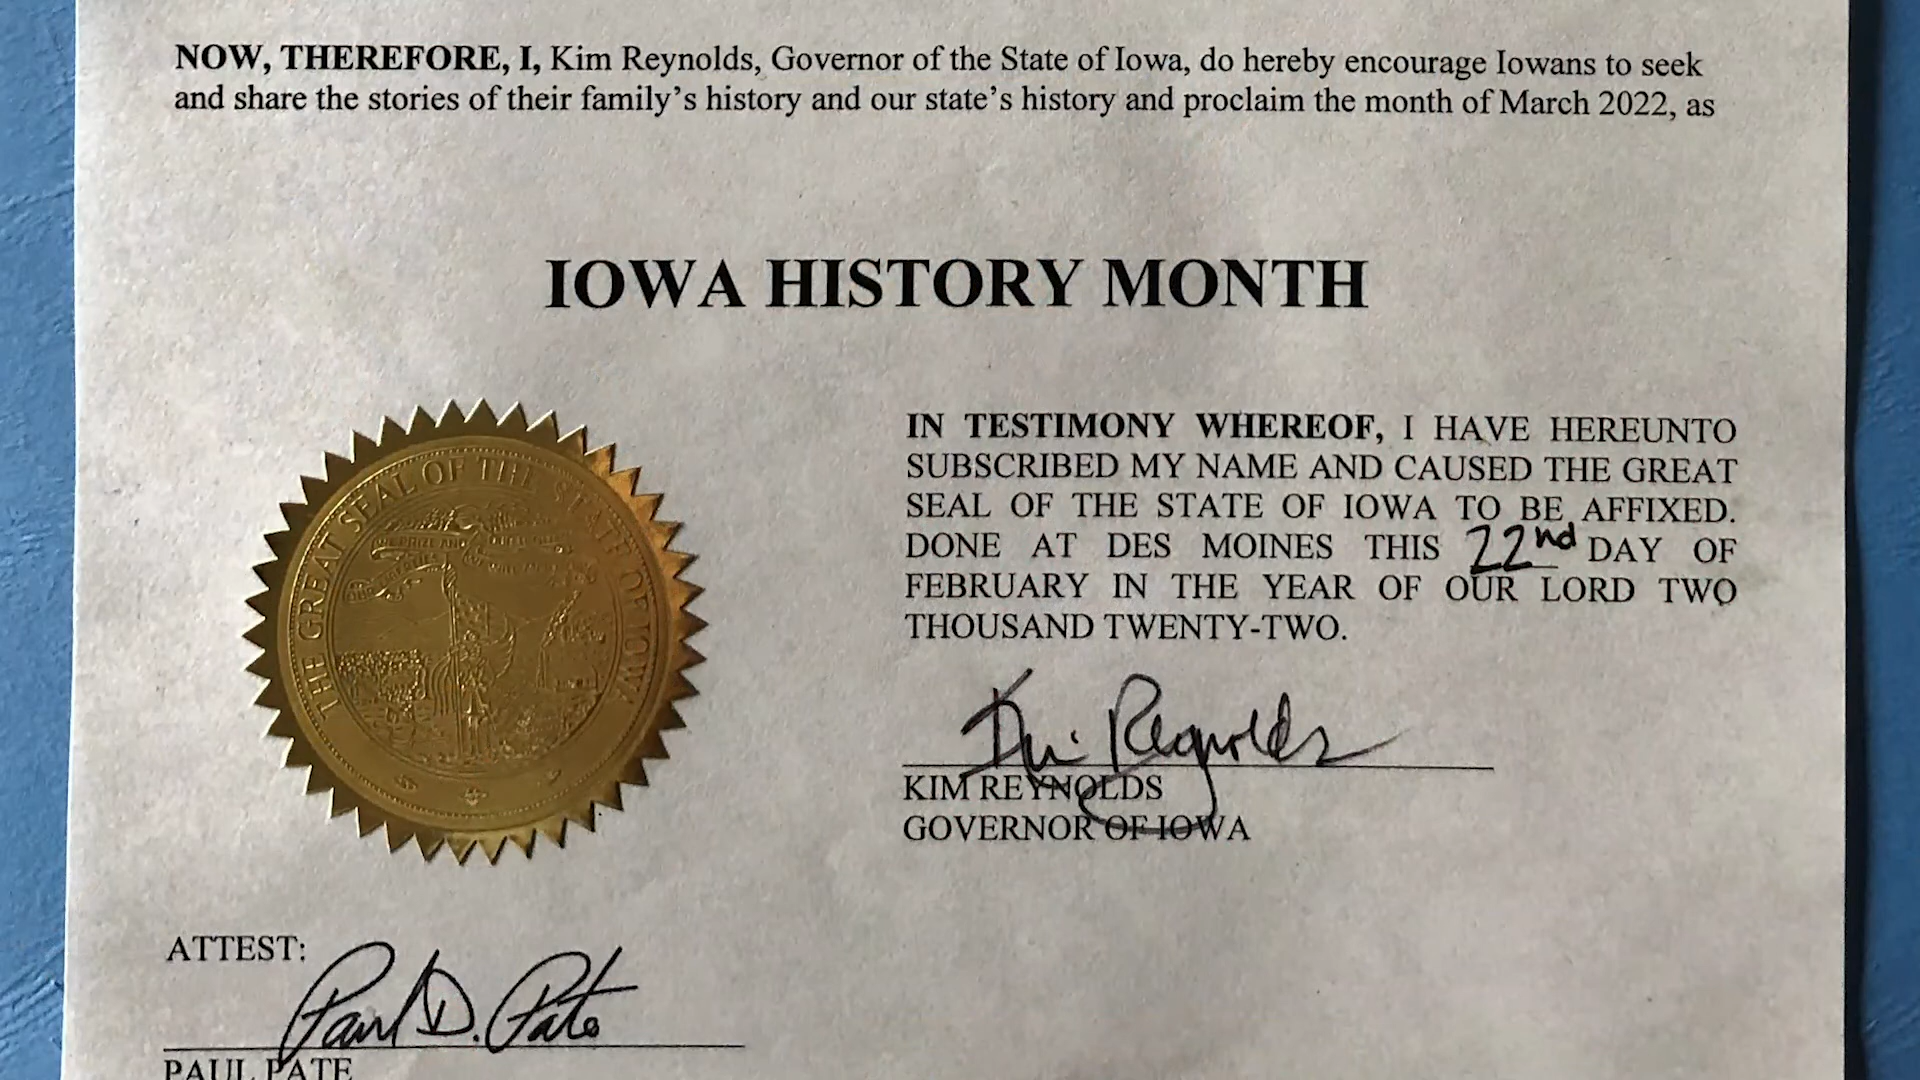 NOW, THEREFORE, I, Kim Reynolds, Governor of the State of Iowa, do hereby encourage Iowans to seek
and share the stories of their family's history and our state's history and proclaim the month of March 2022, as
IOWA HISTORY MONTH
THE GREAT SEAL OF THE STATE OF IOWA
IN TESTIMONY WHEREOF, I HAVE HEREUNTO
SUBSCRIBED MY NAME AND CAUSED THE GREAT
SEAL OF THE STATE OF IOWA TO BE AFFIXED.
DONE AT DES MOINES THIS 22nd DAY OF
FEBRUARY IN THE YEAR OF OUR LORD TWO
THOUSAND TWENTY-TWO.
Kim Reynolds
KIM REYNOLDS
GOVERNOR OF IOWA
ATTEST:
Paul D. Pate
PAUL PATE